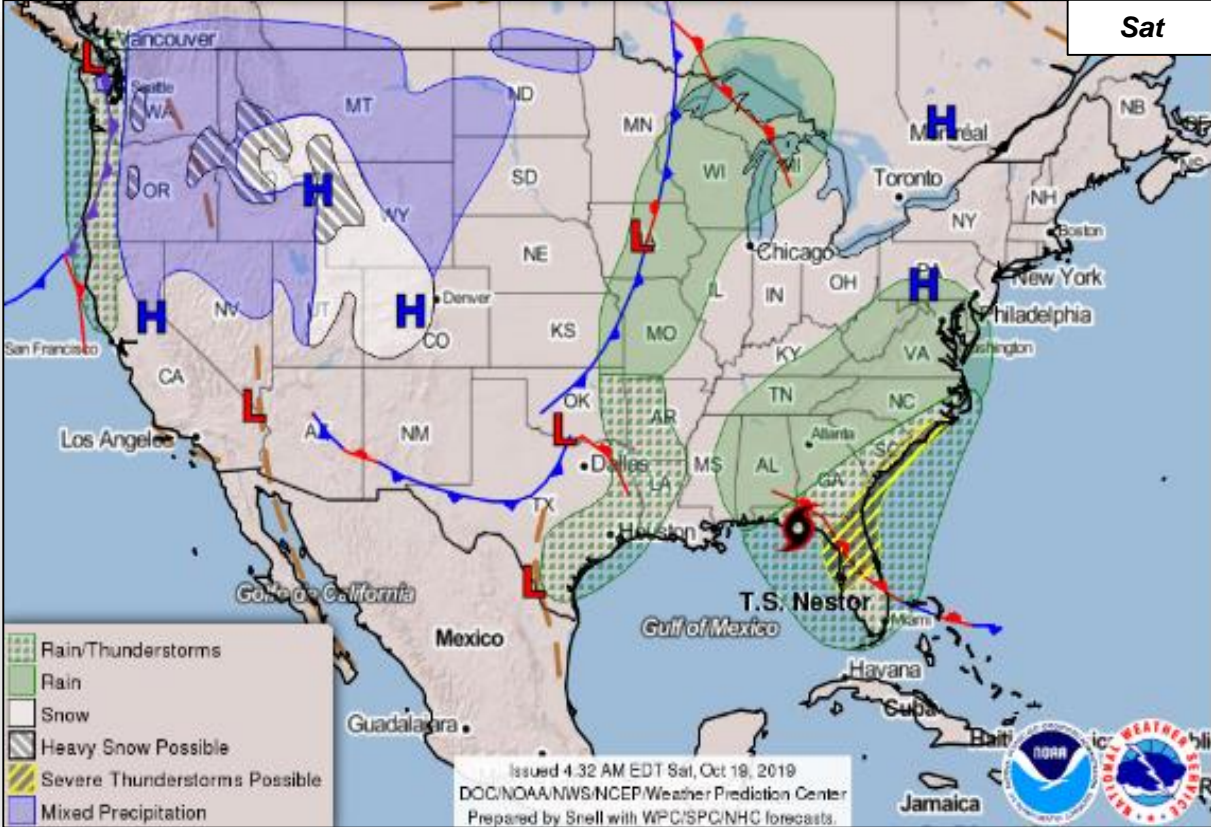 Sat
Vancouver
Seattle
WA
MT
ND
MN
Montréal
NB
NS
OR
SD
WI
MI
Toronto
NH
WY
NY
Boston
NE
Chicago
PA
New York
NV
UT
Denver
IL
IN
OH
Philadelphia
San Francisco
CO
KS
MO
KY
VA
CA
TN
NC
OK
AR
Los Angeles
NM
Atlanta
SC
Dallas
MS
AL
GA
LA
TX
Houston
Golfo de California
T.S. Nestor
Mexico
Gulf of Mexico
Miami
Havana
Cuba
Guadalajara
Jamaica
H
H
H
H
H
L
L
L
L
L
Rain/Thunderstorms
Rain
Snow
Heavy Snow Possible
Severe Thunderstorms Possible
Mixed Precipitation
Issued 4:32 AM EDT Sat, Oct 19, 2019
DOC/NOAA/NWS/NCEP/Weather Prediction Center
Prepared by Snell with WPC/SPC/NHC forecasts.
NOAA
NATIONAL WEATHER SERVICE